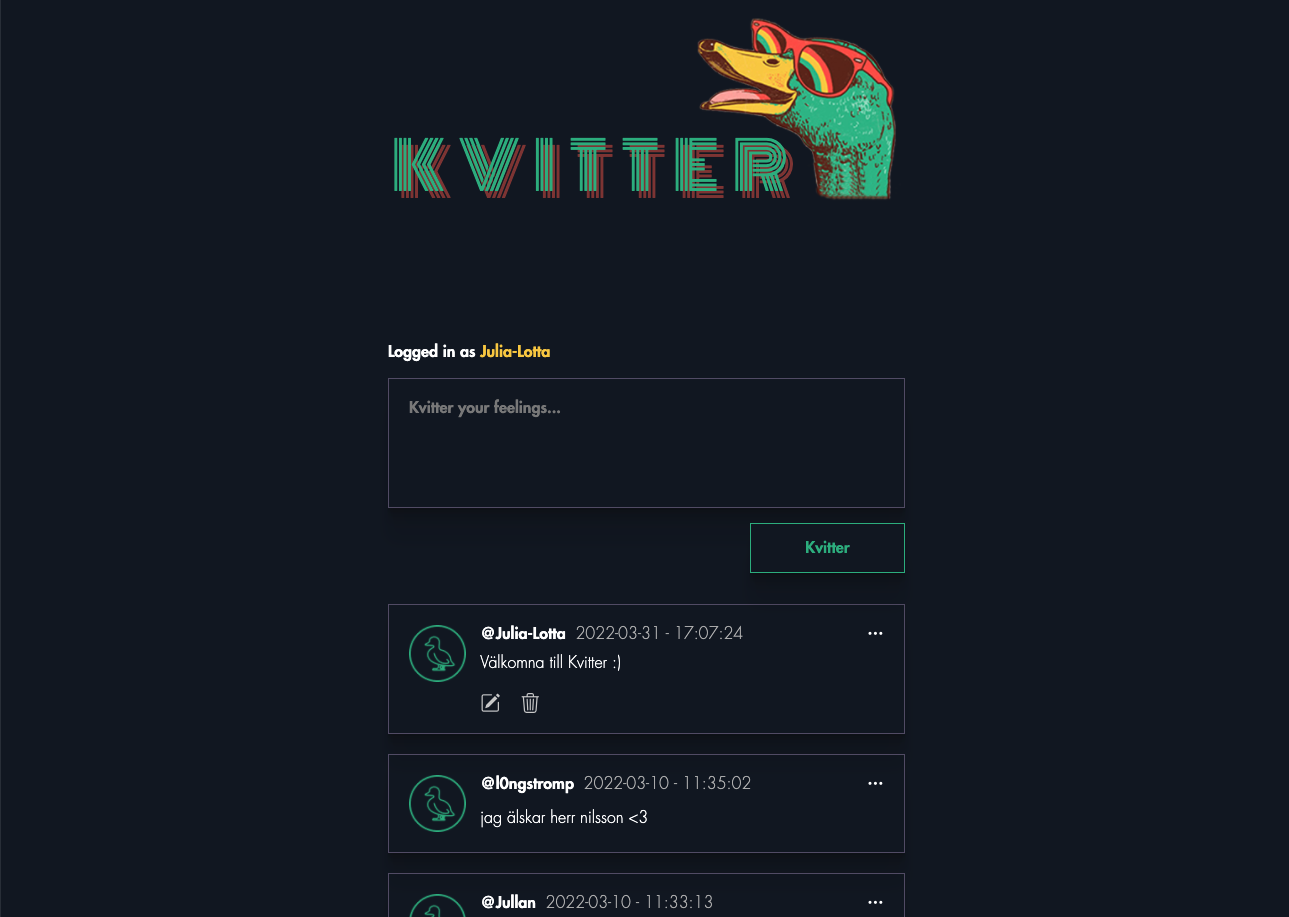 KVITTER
Logged in as Julia-Lotta
Kvitter your feelings...
Kvitter
@Julia-Lotta 2022-03-31 - 17:07:24
Välkomna till Kvitter :)
@l0ngstromp 2022-03-10 - 11:35:02
jag älskar herr nilsson <3
@Jullan 2022-03-10 - 11:33:13